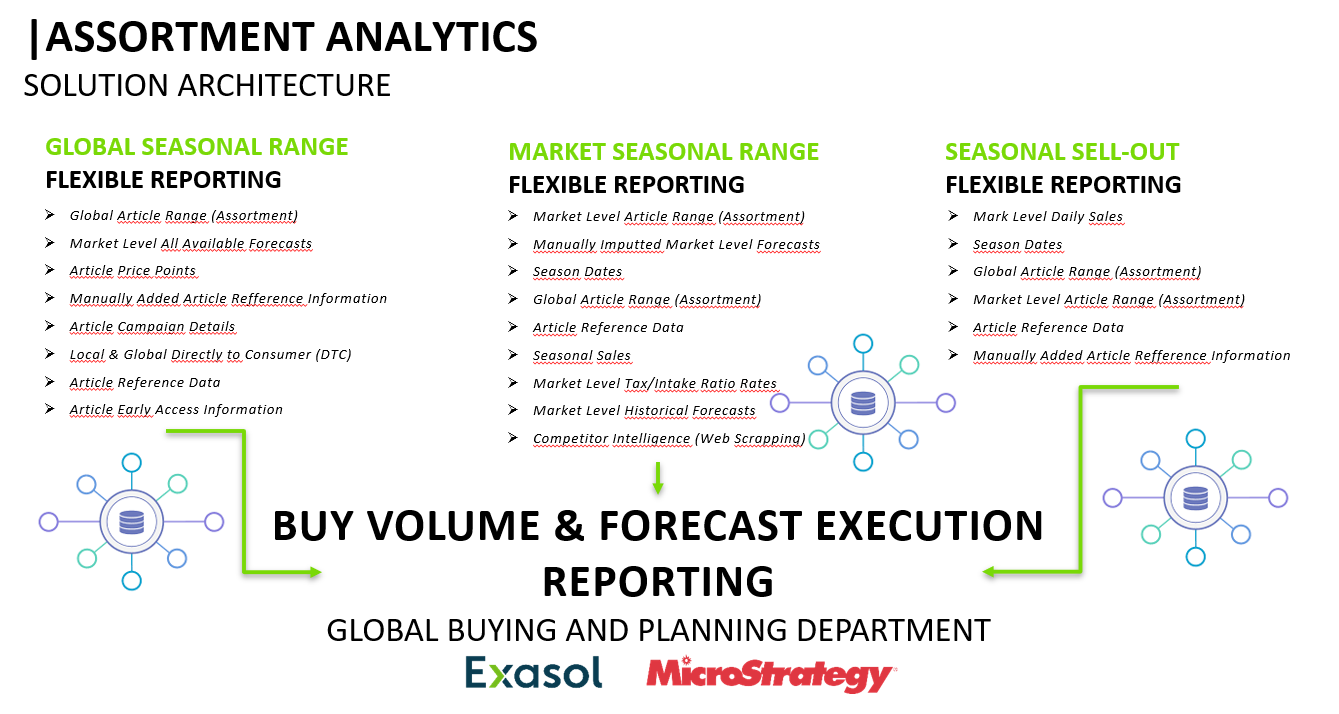 |ASSORTMENT ANALYTICS
SOLUTION ARCHITECTURE
GLOBAL SEASONAL RANGE
FLEXIBLE REPORTING
Global Article Range (Assortment)
Market Level All Available Forecasts
Article Price Points
Manually Added Article Refference Information
Article Campaign Details
Local & Global Directly to Consumer (DTC)
Article Reference Data
Article Early Access Information
MARKET SEASONAL RANGE
FLEXIBLE REPORTING
Market Level Article Range (Assortment)
Manually Imputted Market Level Forecasts
Season Dates
Global Article Range (Assortment)
Article Reference Data
Seasonal Sales
Market Level Tax/Intake Ratio Rates
Market Level Historical Forecasts
Competitor Intelligence (Web Scrapping)
SEASONAL SELL-OUT
FLEXIBLE REPORTING
Mark Level Daily Sales
Season Dates
Global Article Range (Assortment)
Market Level Article Range (Assortment)
Article Reference Data
Manually Added Article Refference Information
BUY VOLUME & FORECAST EXECUTION
REPORTING
GLOBAL BUYING AND PLANNING DEPARTMENT
Exasol
MicroStrategy